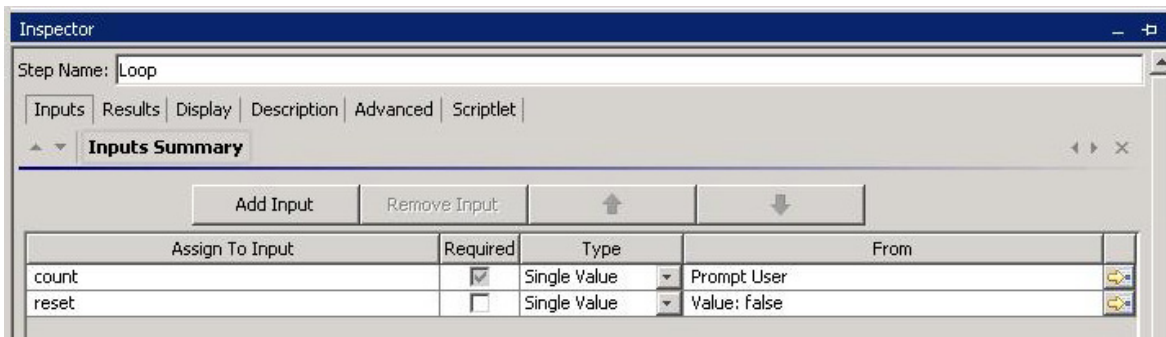 Inspector
Step Name: Loop
Inputs Results Display Description Advanced Scriptlet
Inputs Summary
Add Input Remove Input
Assign To Input Required Type From
count Single Value Prompt User
reset Single Value Value: false